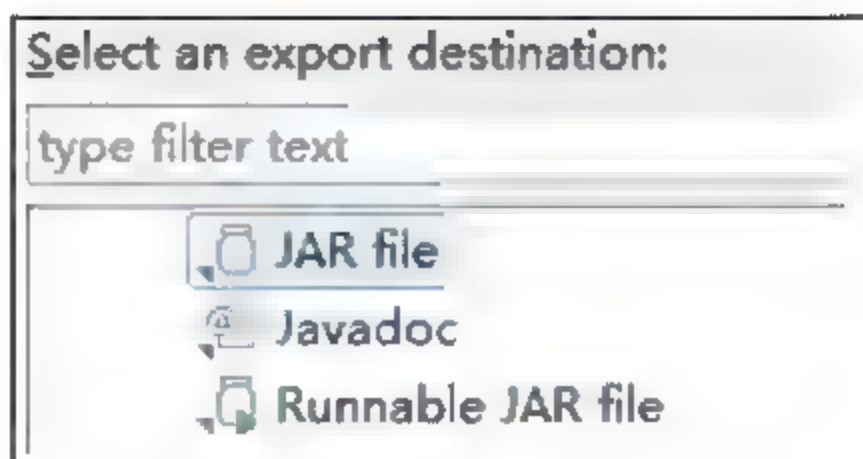 Select an export destination:
type filter text
JAR file
Javadoc
Runnable JAR file